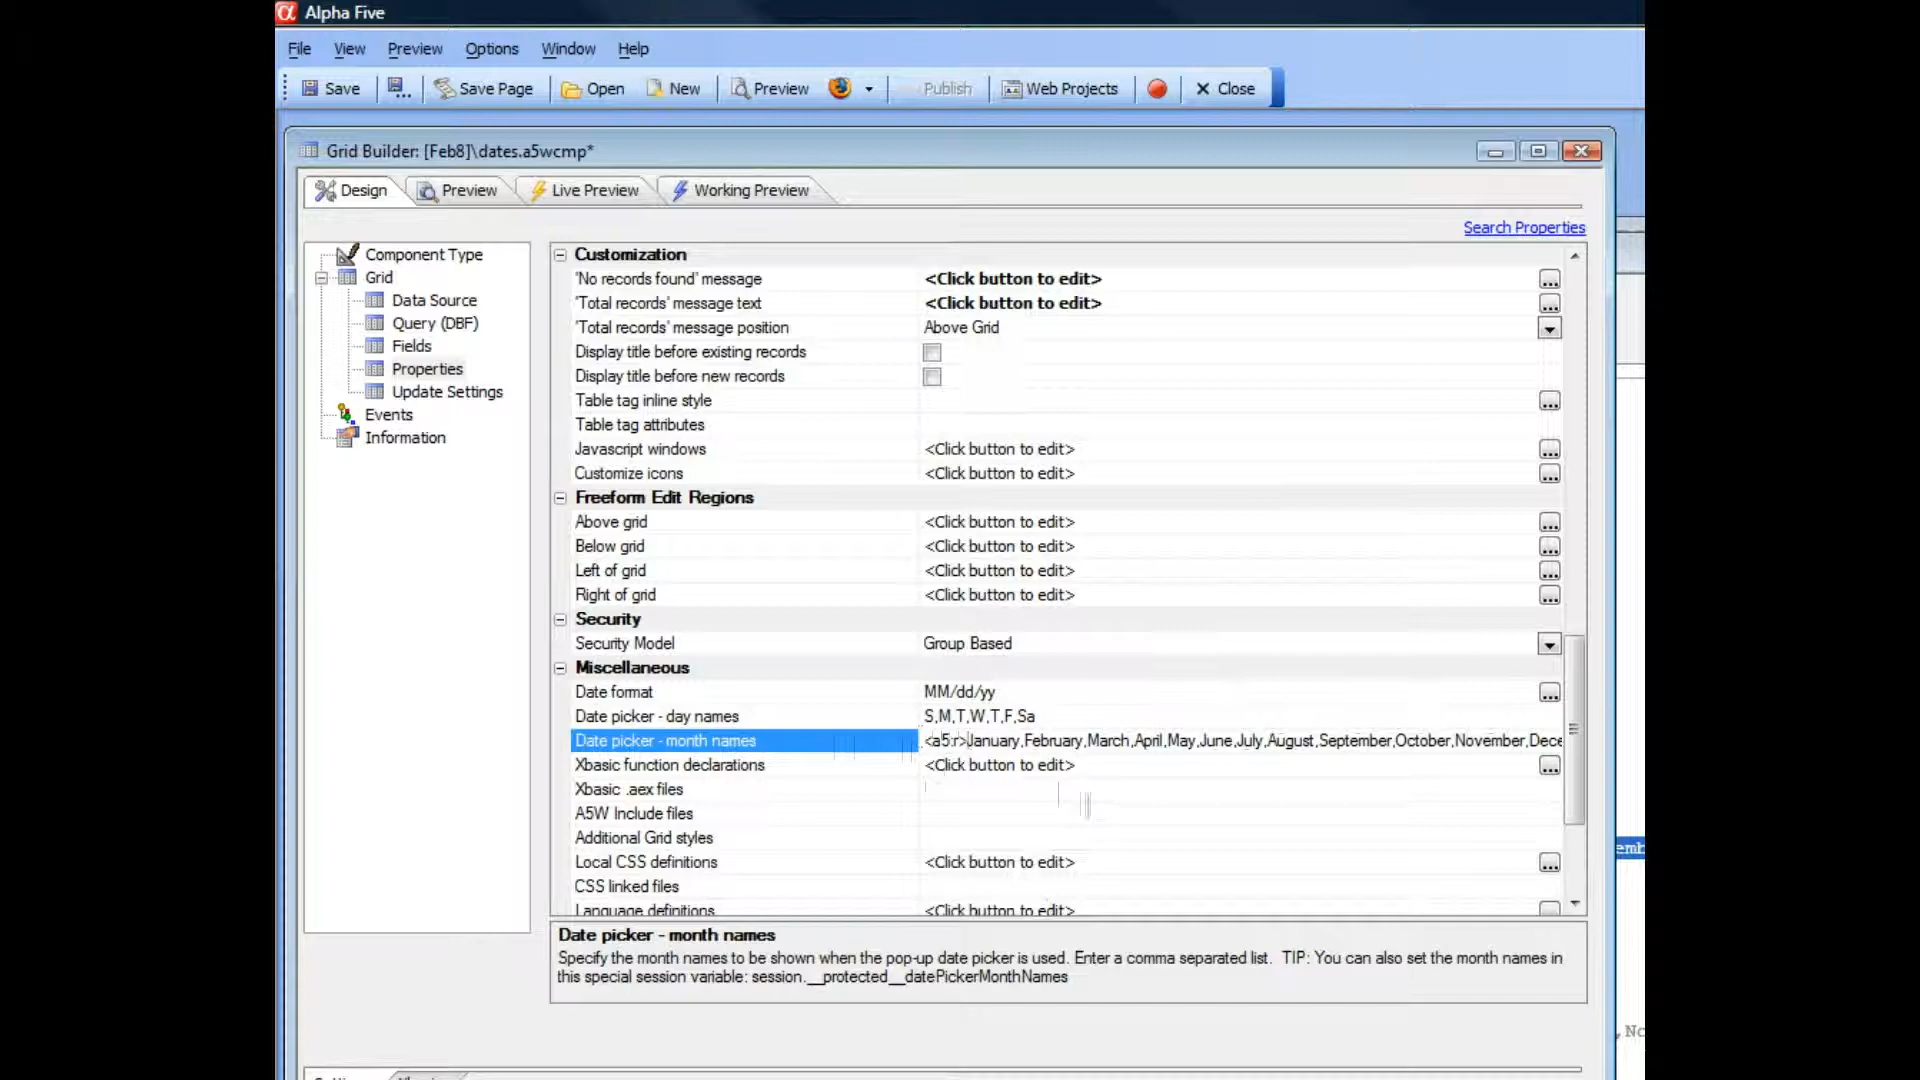 Alpha Five
File View Preview Options Window Help
Save Save Page Open New Preview Publish Web Projects Close
Grid Builder: [Feb8]\dates.a5wcmp*
Design Preview Live Preview Working Preview
Search Properties
Component Type
Grid
Data Source
Query (DBF)
Fields
Properties
Update Settings
Events
Information
Customization
'No records found' message <Click button to edit>
'Total records' message text <Click button to edit>
'Total records' message position Above Grid
Display title before existing records
Display title before new records
Table tag inline style
Table tag attributes
Javascript windows <Click button to edit>
Customize icons <Click button to edit>
Freeform Edit Regions
Above grid <Click button to edit>
Below grid <Click button to edit>
Left of grid <Click button to edit>
Right of grid <Click button to edit>
Security
Security Model Group Based
Miscellaneous
Date format MM/dd/yy
Date picker - day names S,M,T,W,T,F,Sa
Date picker - month names <a5:r>January,February,March,April,May,June,July,August,September,October,November,Dece
Xbasic function declarations <Click button to edit>
Xbasic .aex files
A5W Include files
Additional Grid styles
Local CSS definitions <Click button to edit>
CSS linked files
Language definitions <Click button to edit>
Date picker - month names
Specify the month names to be shown when the pop-up date picker is used. Enter a comma separated list. TIP: You can also set the month names in
this special session variable: session.__protected__datePickerMonthNames
emb
,No